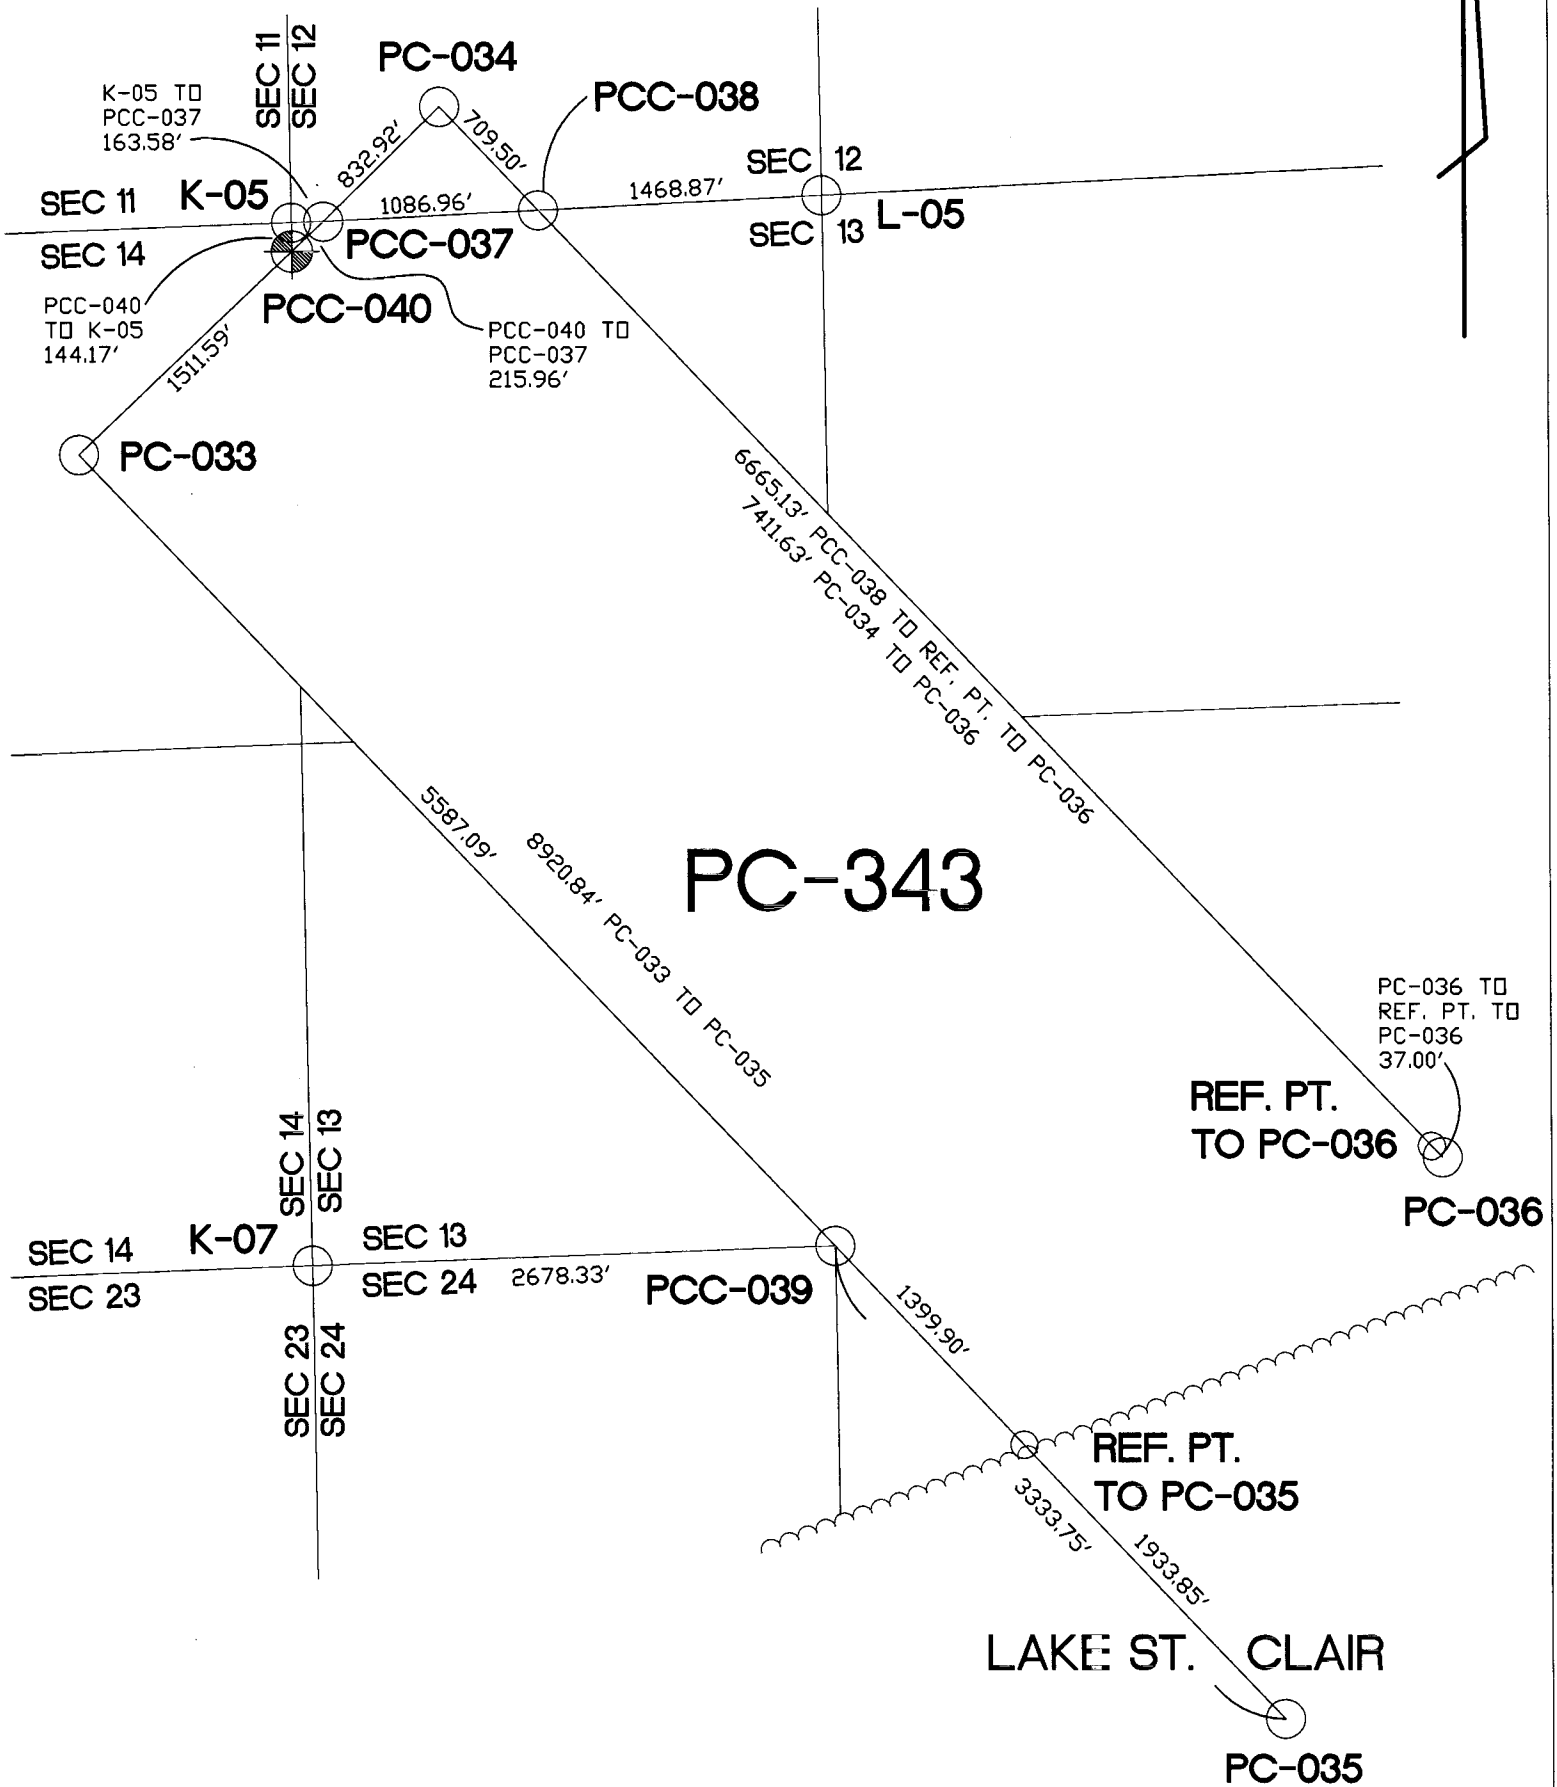 SEC 11
SEC 12
PC-034
K-05 TO
PCC-037
163.58'
PCC-038
832.92'
709.50'
SEC 11
K-05
1086.96'
1468.87'
SEC 12
SEC 14
PCC-037
SEC 13
L-05
PCC-040
TO K-05
144.17'
PCC-040
PCC-040 TO
PCC-037
215.96'
1511.59'
PC-033
6665.13' PCC-038 TO REF. PT. TO PC-036
7411.63' PC-034 TO PC-036
5587.09'
8920.84' PC-033 TO PC-035
PC-343
PC-036 TO
REF. PT. TO
PC-036
37.00'
REF. PT.
TO PC-036
PC-036
SEC 14
SEC 13
SEC 14
K-07
SEC 13
SEC 23
SEC 24
2678.33'
PCC-039
SEC 23
SEC 24
1399.90'
REF. PT.
TO PC-035
3333.75'
1933.85'
LAKE ST. CLAIR
PC-035